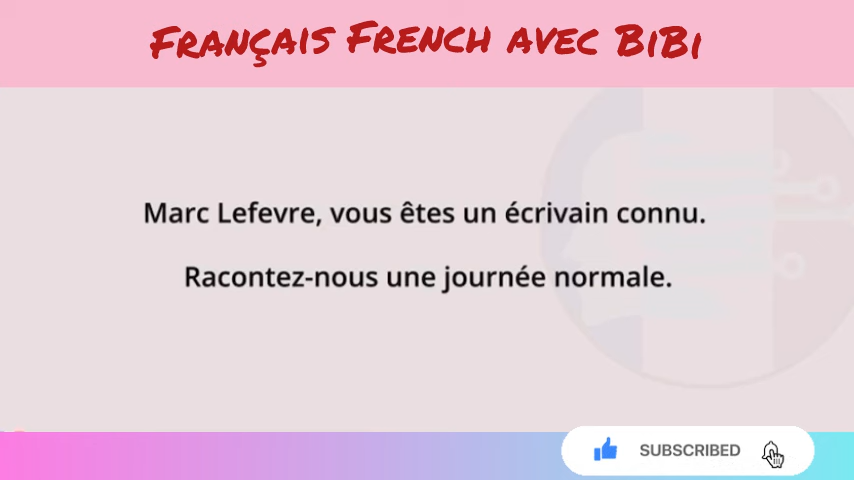 Français French avec BiBi
Marc Lefevre, vous êtes un écrivain connu.
Racontez-nous une journée normale.
SUBSCRIBED